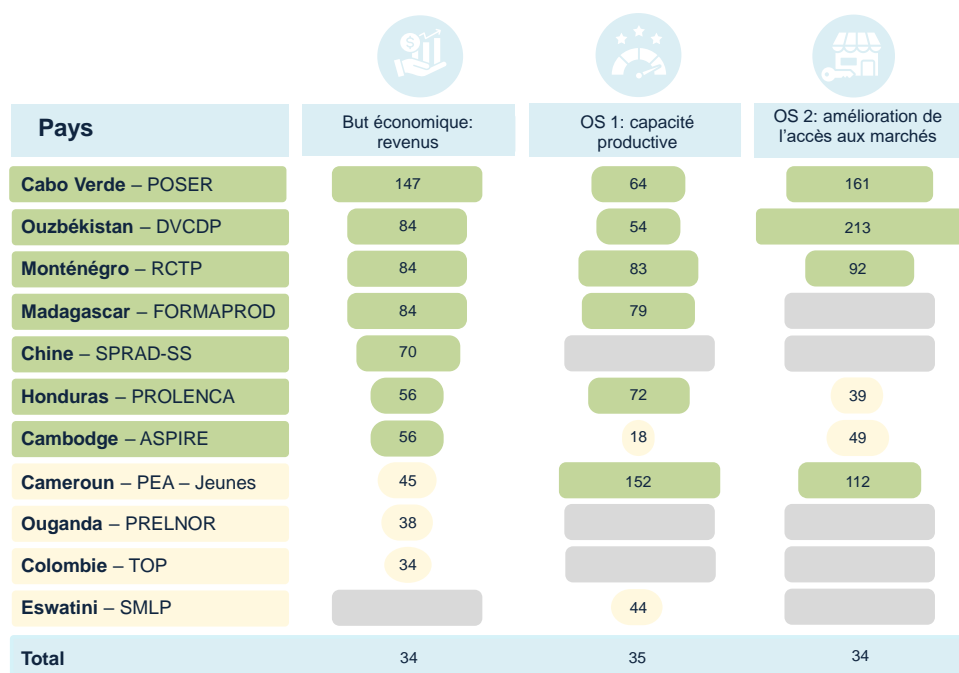 Pays
But économique:
revenus
OS 1: capacité
productive
OS 2: amélioration de
l'accès aux marchés
Cabo Verde – POSER 147 64 161
Ouzbékistan – DVCDP 84 54 213
Monténégro – RCTP 84 83 92
Madagascar – FORMAPROD 84 79
Chine – SPRAD-SS 70
Honduras – PROLENCA 56 72 39
Cambodge – ASPIRE 56 18 49
Cameroun – PEA – Jeunes 45 152 112
Ouganda – PRELNOR 38
Colombie – TOP 34
Eswatini – SMLP 44
Total 34 35 34